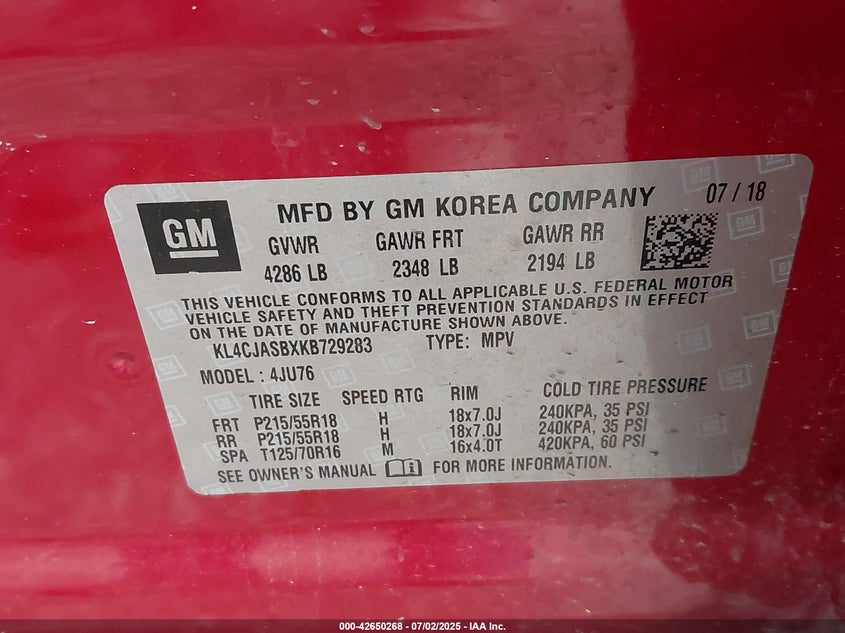 GM
MFD BY GM KOREA COMPANY 07 / 18
GVWR GAWR FRT GAWR RR
4286 LB 2348 LB 2194 LB
THIS VEHICLE CONFORMS TO ALL APPLICABLE U.S. FEDERAL MOTOR
VEHICLE SAFETY AND THEFT PREVENTION STANDARDS IN EFFECT
ON THE DATE OF MANUFACTURE SHOWN ABOVE.
KL4CJASBXKB729283 TYPE: MPV
MODEL : 4JU76
TIRE SIZE SPEED RTG RIM COLD TIRE PRESSURE
FRT P215/55R18 H 18x7.0J 240KPA, 35 PSI
RR P215/55R18 H 18x7.0J 240KPA, 35 PSI
SPA T125/70R16 M 16x4.0T 420KPA, 60 PSI
SEE OWNER'S MANUAL FOR MORE INFORMATION.
000-42650268 - 07/02/2025 - IAA Inc.